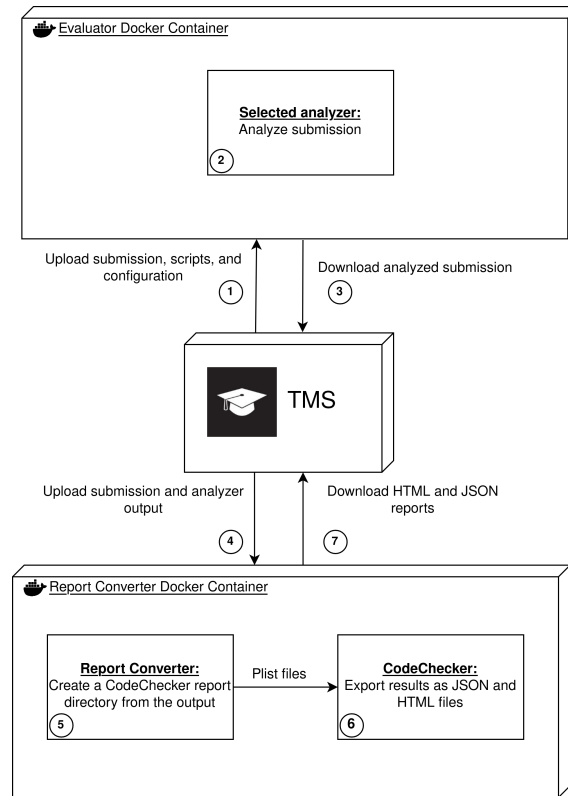 Evaluator Docker Container
Selected analyzer:
Analyze submission
2
Upload submission, scripts, and
configuration
1
Download analyzed submission
3
TMS
Upload submission and analyzer
output
4
Download HTML and JSON
reports
7
Report Converter Docker Container
Report Converter:
Create a CodeChecker report
directory from the output
5
Plist files
CodeChecker:
Export results as JSON and
HTML files
6